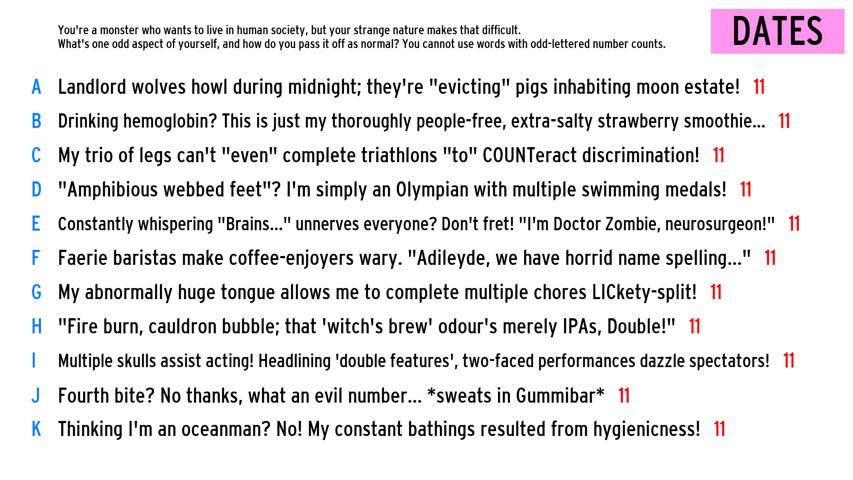 You're a monster who wants to live in human society, but your strange nature makes that difficult.
What's one odd aspect of yourself, and how do you pass it off as normal? You cannot use words with odd-lettered number counts.
DATES
A Landlord wolves howl during midnight; they're "evicting" pigs inhabiting moon estate! 11
B Drinking hemoglobin? This is just my thoroughly people-free, extra-salty strawberry smoothie... 11
C My trio of legs can't "even" complete triathlons "to" COUNTeract discrimination! 11
D "Amphibious webbed feet"? I'm simply an Olympian with multiple swimming medals! 11
E Constantly whispering "Brains..." unnerves everyone? Don't fret! "I'm Doctor Zombie, neurosurgeon!" 11
F Faerie baristas make coffee-enjoyers wary. "Adileyde, we have horrid name spelling..." 11
G My abnormally huge tongue allows me to complete multiple chores LICkety-split! 11
H "Fire burn, cauldron bubble; that 'witch's brew' odour's merely IPAs, Double!" 11
I Multiple skulls assist acting! Headlining 'double features', two-faced performances dazzle spectators! 11
J Fourth bite? No thanks, what an evil number... *sweats in Gummibar* 11
K Thinking I'm an oceanman? No! My constant bathings resulted from hygienicness! 11